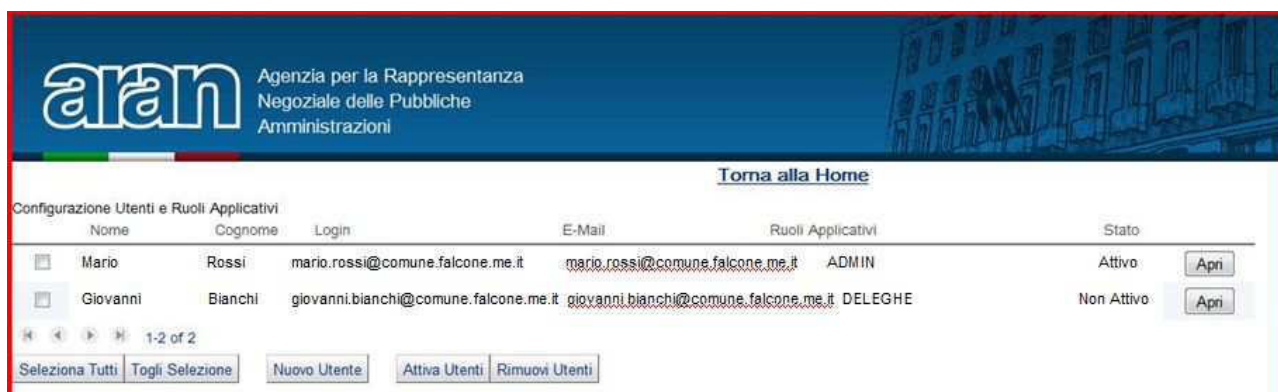 aran
Agenzia per la Rappresentanza
Negoziale delle Pubbliche
Amministrazioni
Torna alla Home
Configurazione Utenti e Ruoli Applicativi
Nome Cognome Login E-Mail Ruoli Applicativi Stato
Mario Rossi mario.rossi@comune.falcone.me.it mario.rossi@comune.falcone.me.it ADMIN Attivo Apri
Giovanni Bianchi giovanni.bianchi@comune.falcone.me.it giovanni.bianchi@comune.falcone.me.it DELEGHE Non Attivo Apri
1-2 of 2
Seleziona Tutti Togli Selezione Nuovo Utente Attiva Utenti Rimuovi Utenti